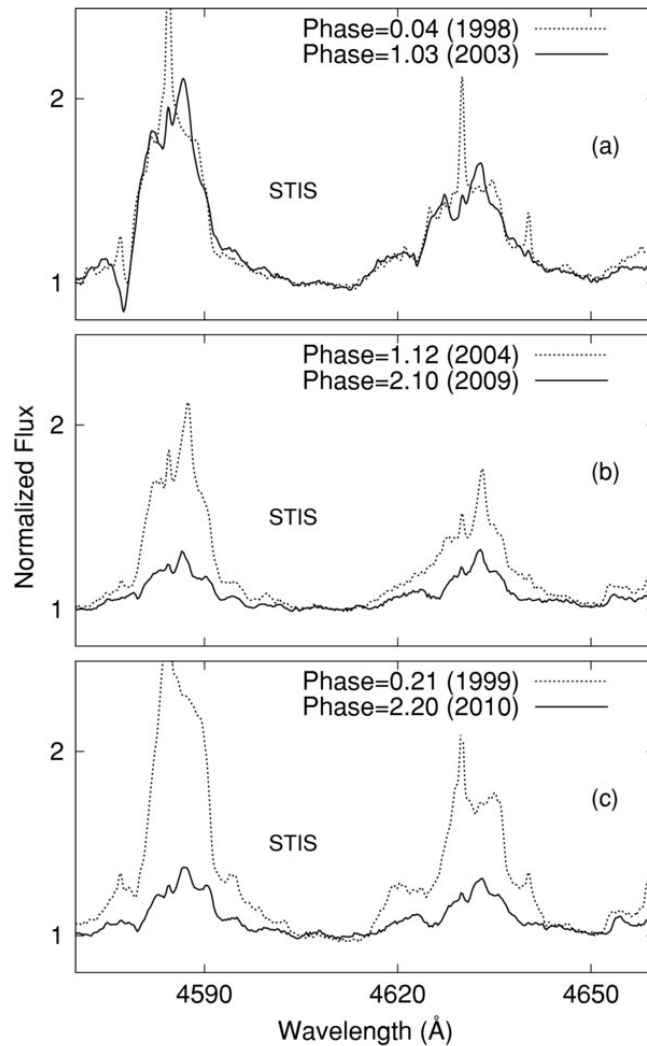 Phase=0.04 (1998)
Phase=1.03 (2003)
2
(a)
STIS
1
Phase=1.12 (2004)
Phase=2.10 (2009)
2
(b)
STIS
1
Normalized Flux
Phase=0.21 (1999)
Phase=2.20 (2010)
2
(c)
STIS
1
4590
4620
4650
Wavelength (Å)